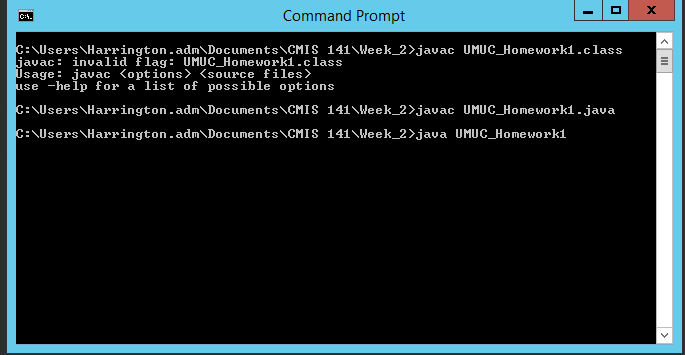 Command Prompt
C:\Users\Harrington.adm\Documents\CMIS 141\Week_2>javac UMUC_Homework1.class
javac: invalid flag: UMUC_Homework1.class
Usage: javac <options> <source files>
use -help for a list of possible options
C:\Users\Harrington.adm\Documents\CMIS 141\Week_2>javac UMUC_Homework1.java
C:\Users\Harrington.adm\Documents\CMIS 141\Week_2>java UMUC_Homework1